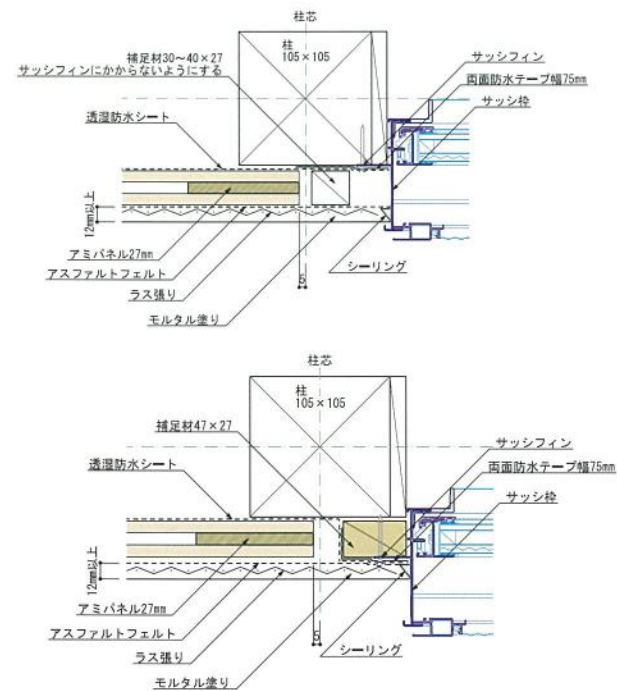 柱芯
柱
105×105
補足材30～40×27
サッシフィンにかからないようにする
サッシフィン
両面防水テープ幅75mm
サッシ枠
透湿防水シート
12mm以上
アミパネル27mm
アスファルトフェルト
ラス張り
モルタル塗り
5
シーリング
柱芯
柱
105×105
補足材47×27
サッシフィン
両面防水テープ幅75mm
サッシ枠
透湿防水シート
12mm以上
アミパネル27mm
アスファルトフェルト
ラス張り
モルタル塗り
5
シーリング